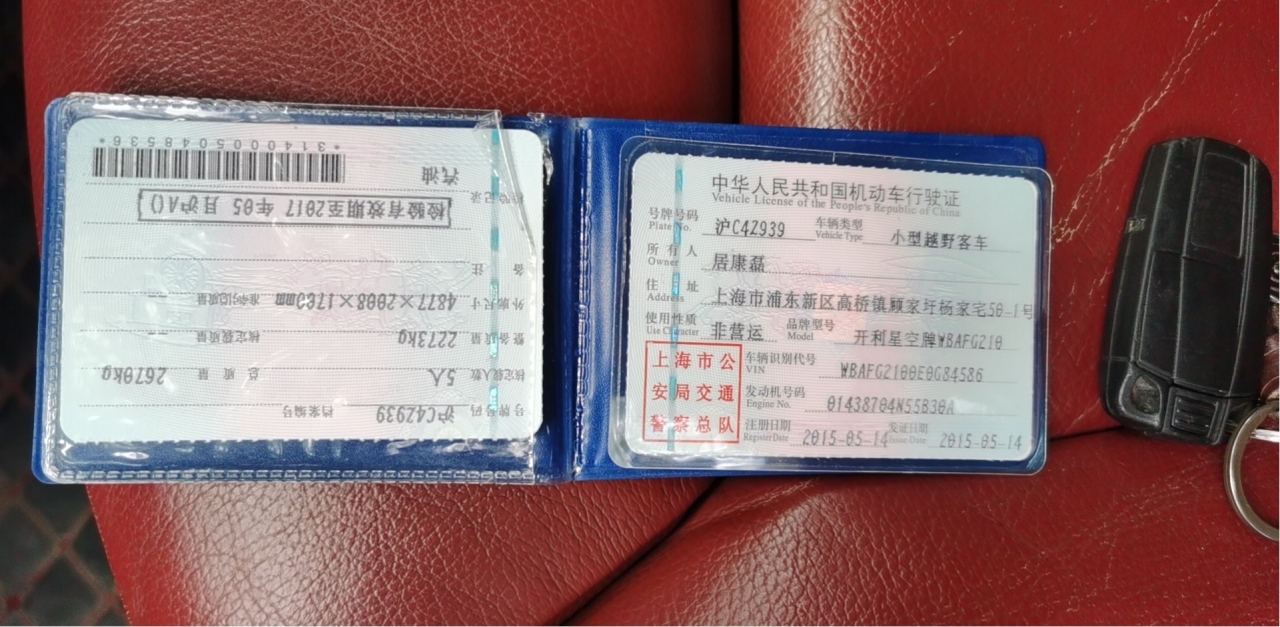 中华人民共和国机动车行驶证
Vehicle License of the People's Republic of China
号牌号码 沪C4Z939 车辆类型 小型越野客车
Plate No. Vehicle Type
所有人 居康磊
Owner
住址 上海市浦东新区高桥镇顾家圩杨家宅50-1号
Address
使用性质 非营运 品牌型号 开利星空牌WBAFG210
Use Character Model
上海市公安局交通警察总队
车辆识别代号 WBAFG2100E0G84586
VIN
发动机号码 01438704N55B30A
Engine No.
注册日期 2015-05-14 发证日期 2015-05-14
Register Date Issue Date
号牌号码 沪C4Z939 档案编号
核定载人数 5人 总质量 2670kg
整备质量 2273kg 核定载质量 --
外廓尺寸 4877×2008×1760mm 准牵引总质量 --
备注
检验有效期至2017年05月沪A()
检验记录
汽油
*3140005048536*